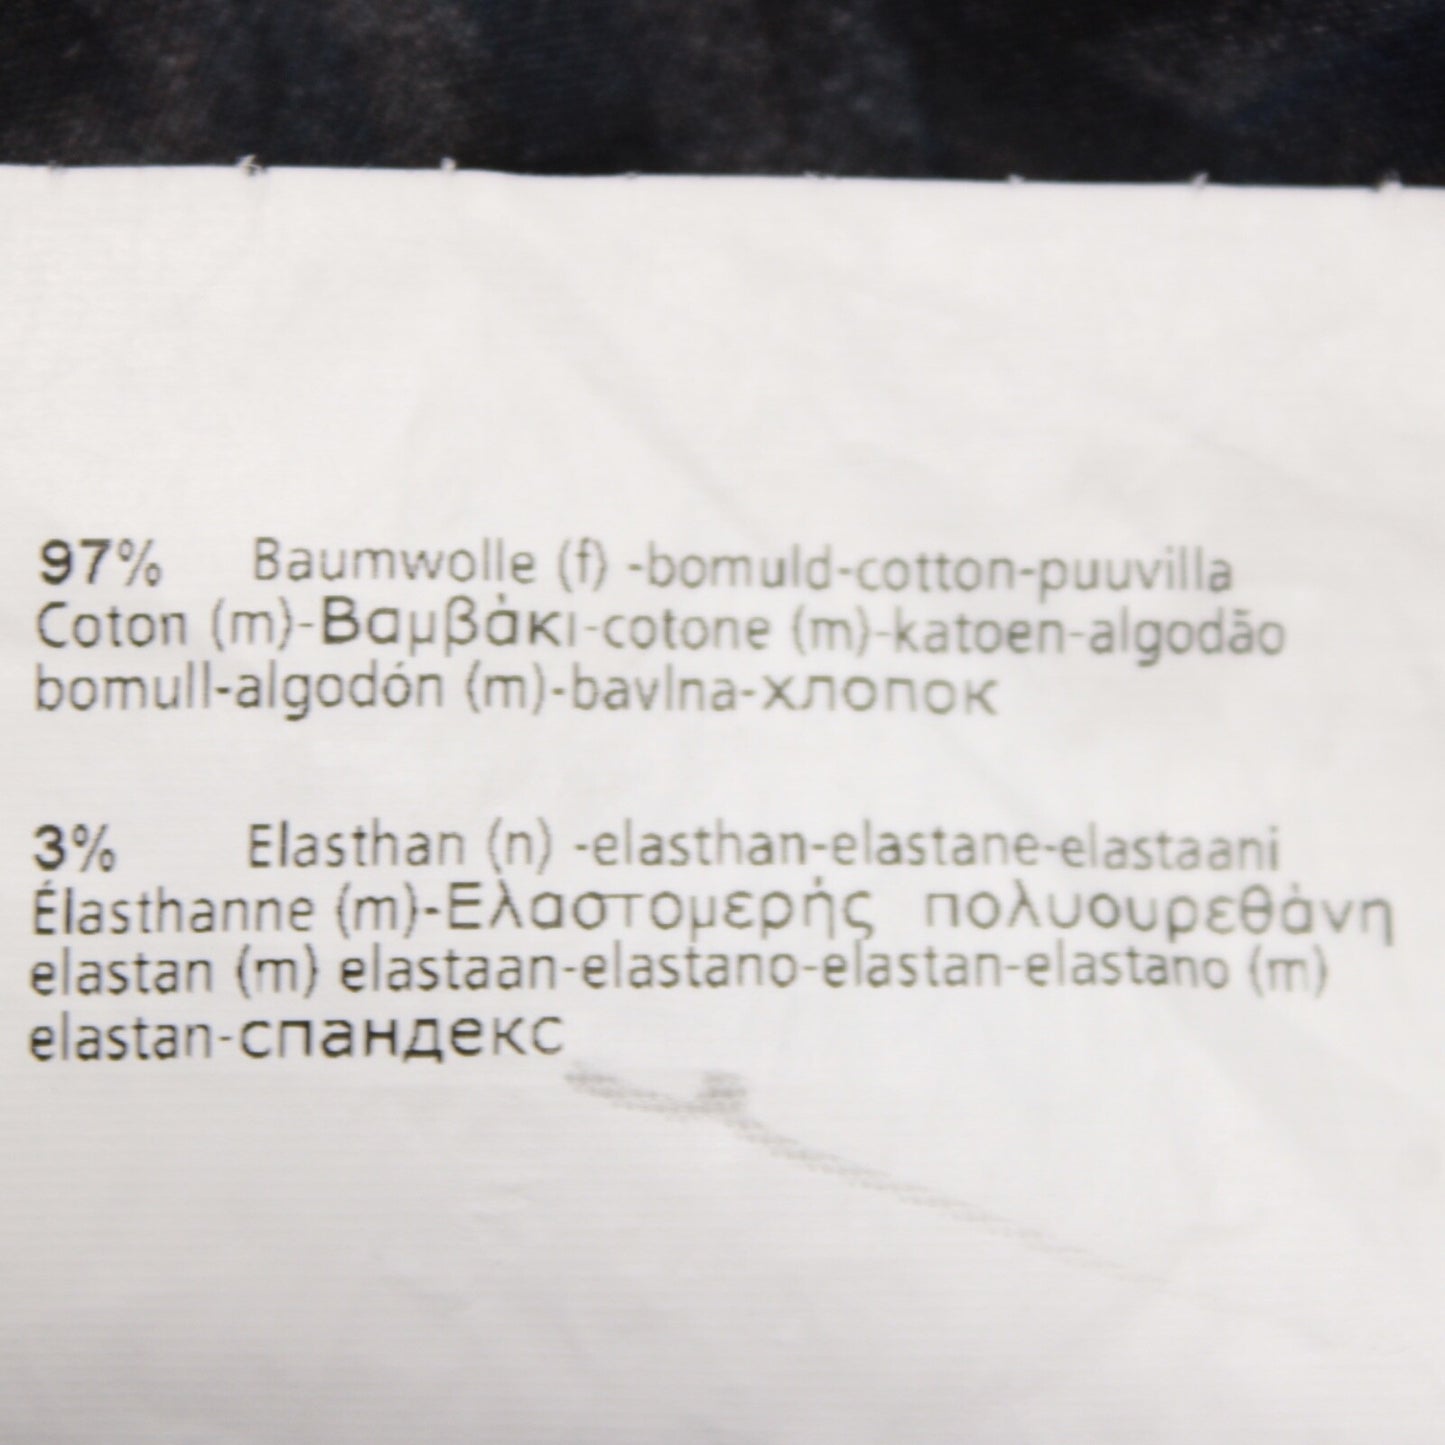 97% Baumwolle (f) -bomuld-cotton-puuvilla
Coton (m)-Βαμβάκι-cotone (m)-katoen-algodão
bomull-algodón (m)-bavlna-хлопок
3% Elasthan (n) -elasthan-elastane-elastaani
Élasthanne (m)-Ελαστομερής πολυουρεθάνη
elastan (m) elastaan-elastano-elastan-elastano (m)
elastan-спандекс